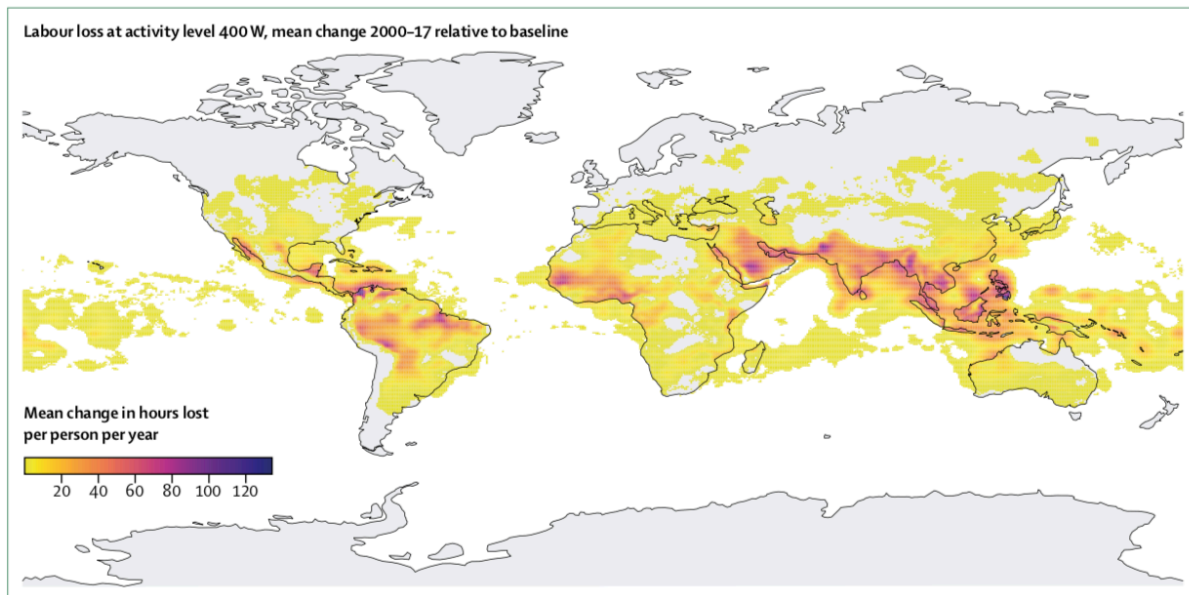 Labour loss at activity level 400 W, mean change 2000–17 relative to baseline
Mean change in hours lost
per person per year
20 40 60 80 100 120